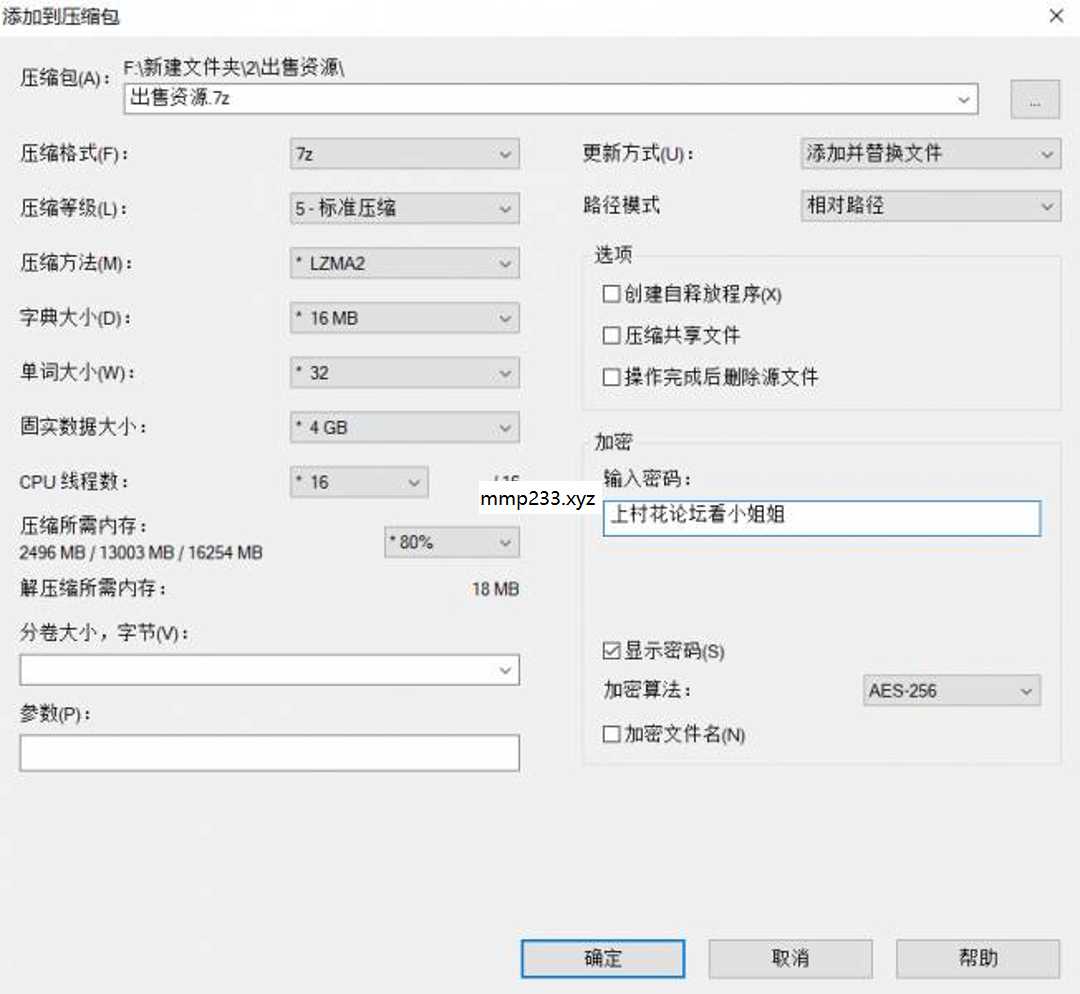 添加到压缩包
压缩包(A)：
F:\新建文件夹\2\出售资源\
出售资源.7z
...
压缩格式(F)：
7z
更新方式(U)：
添加并替换文件
压缩等级(L)：
5 - 标准压缩
路径模式
相对路径
压缩方法(M)：
* LZMA2
选项
创建自释放程序(X)
字典大小(D)：
* 16 MB
压缩共享文件
单词大小(W)：
* 32
操作完成后删除源文件
固实数据大小：
* 4 GB
加密
CPU 线程数：
* 16
输入密码：
mmp233.xyz
上村花论坛看小姐姐
压缩所需内存：
2496 MB / 13003 MB / 16254 MB
* 80%
解压缩所需内存：
18 MB
分卷大小，字节(V)：
显示密码(S)
加密算法：
AES-256
参数(P)：
加密文件名(N)
确定
取消
帮助